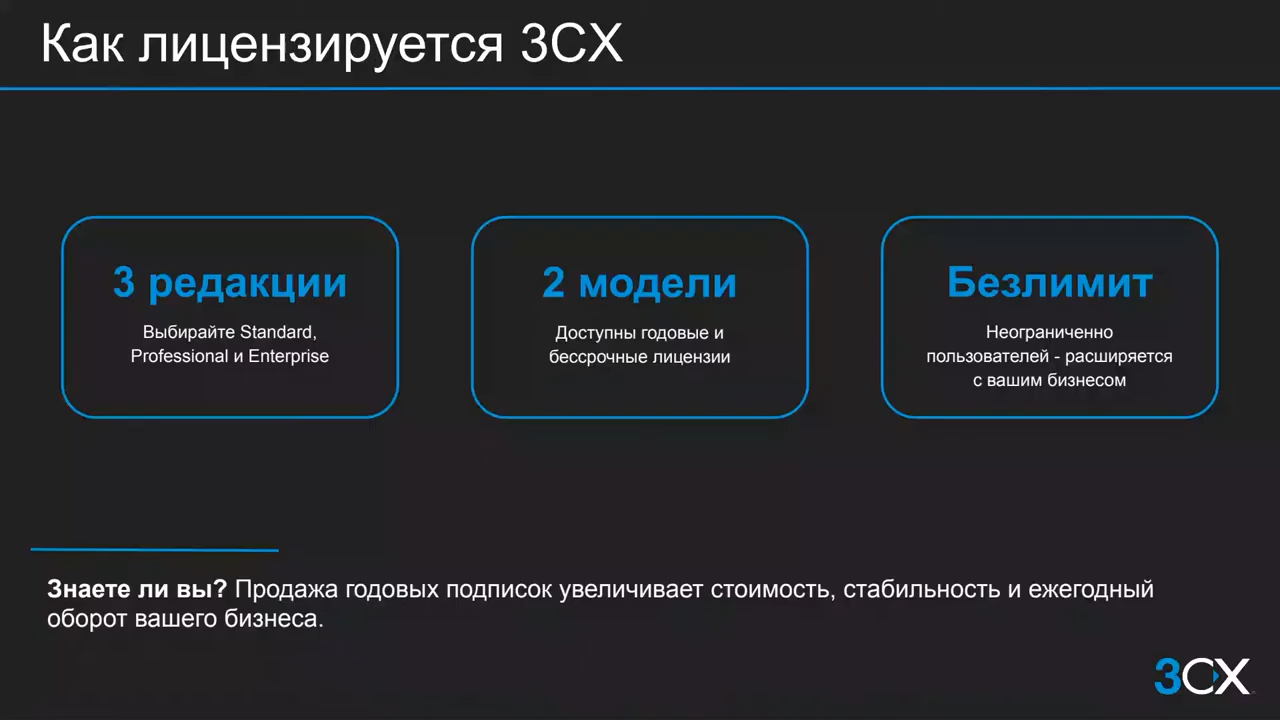 Как лицензируется 3CX
3 редакции
Выбирайте Standard,
Professional и Enterprise
2 модели
Доступны годовые и
бессрочные лицензии
Безлимит
Неограниченно
пользователей - расширяется
с вашим бизнесом
Знаете ли вы? Продажа годовых подписок увеличивает стоимость, стабильность и ежегодный
оборот вашего бизнеса.
3CX